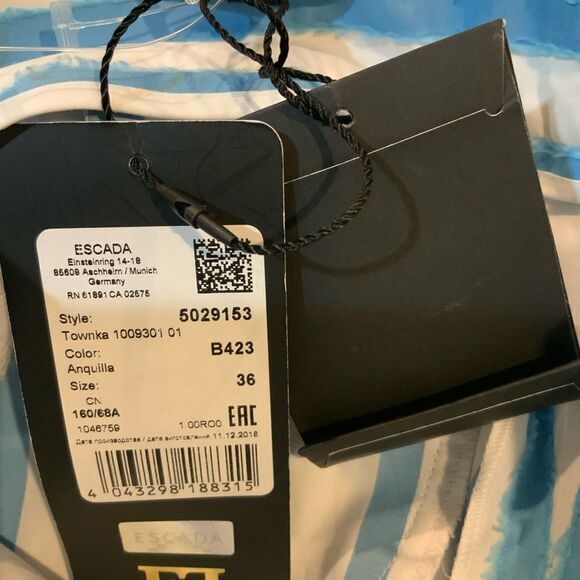 ESCADA
Einsteinring 14-18
85609 Aschheim / Munich
Germany
RN 61891 CA 02575
Style: 5029153
Townka 1009301 01
Color: B423
Anquilla
Size: 36
CN
160/68A
1046759 1 00RO0 EAC
Дата производства / дата виготовлення 11.12.2018
4 043298 188315
ESCADA